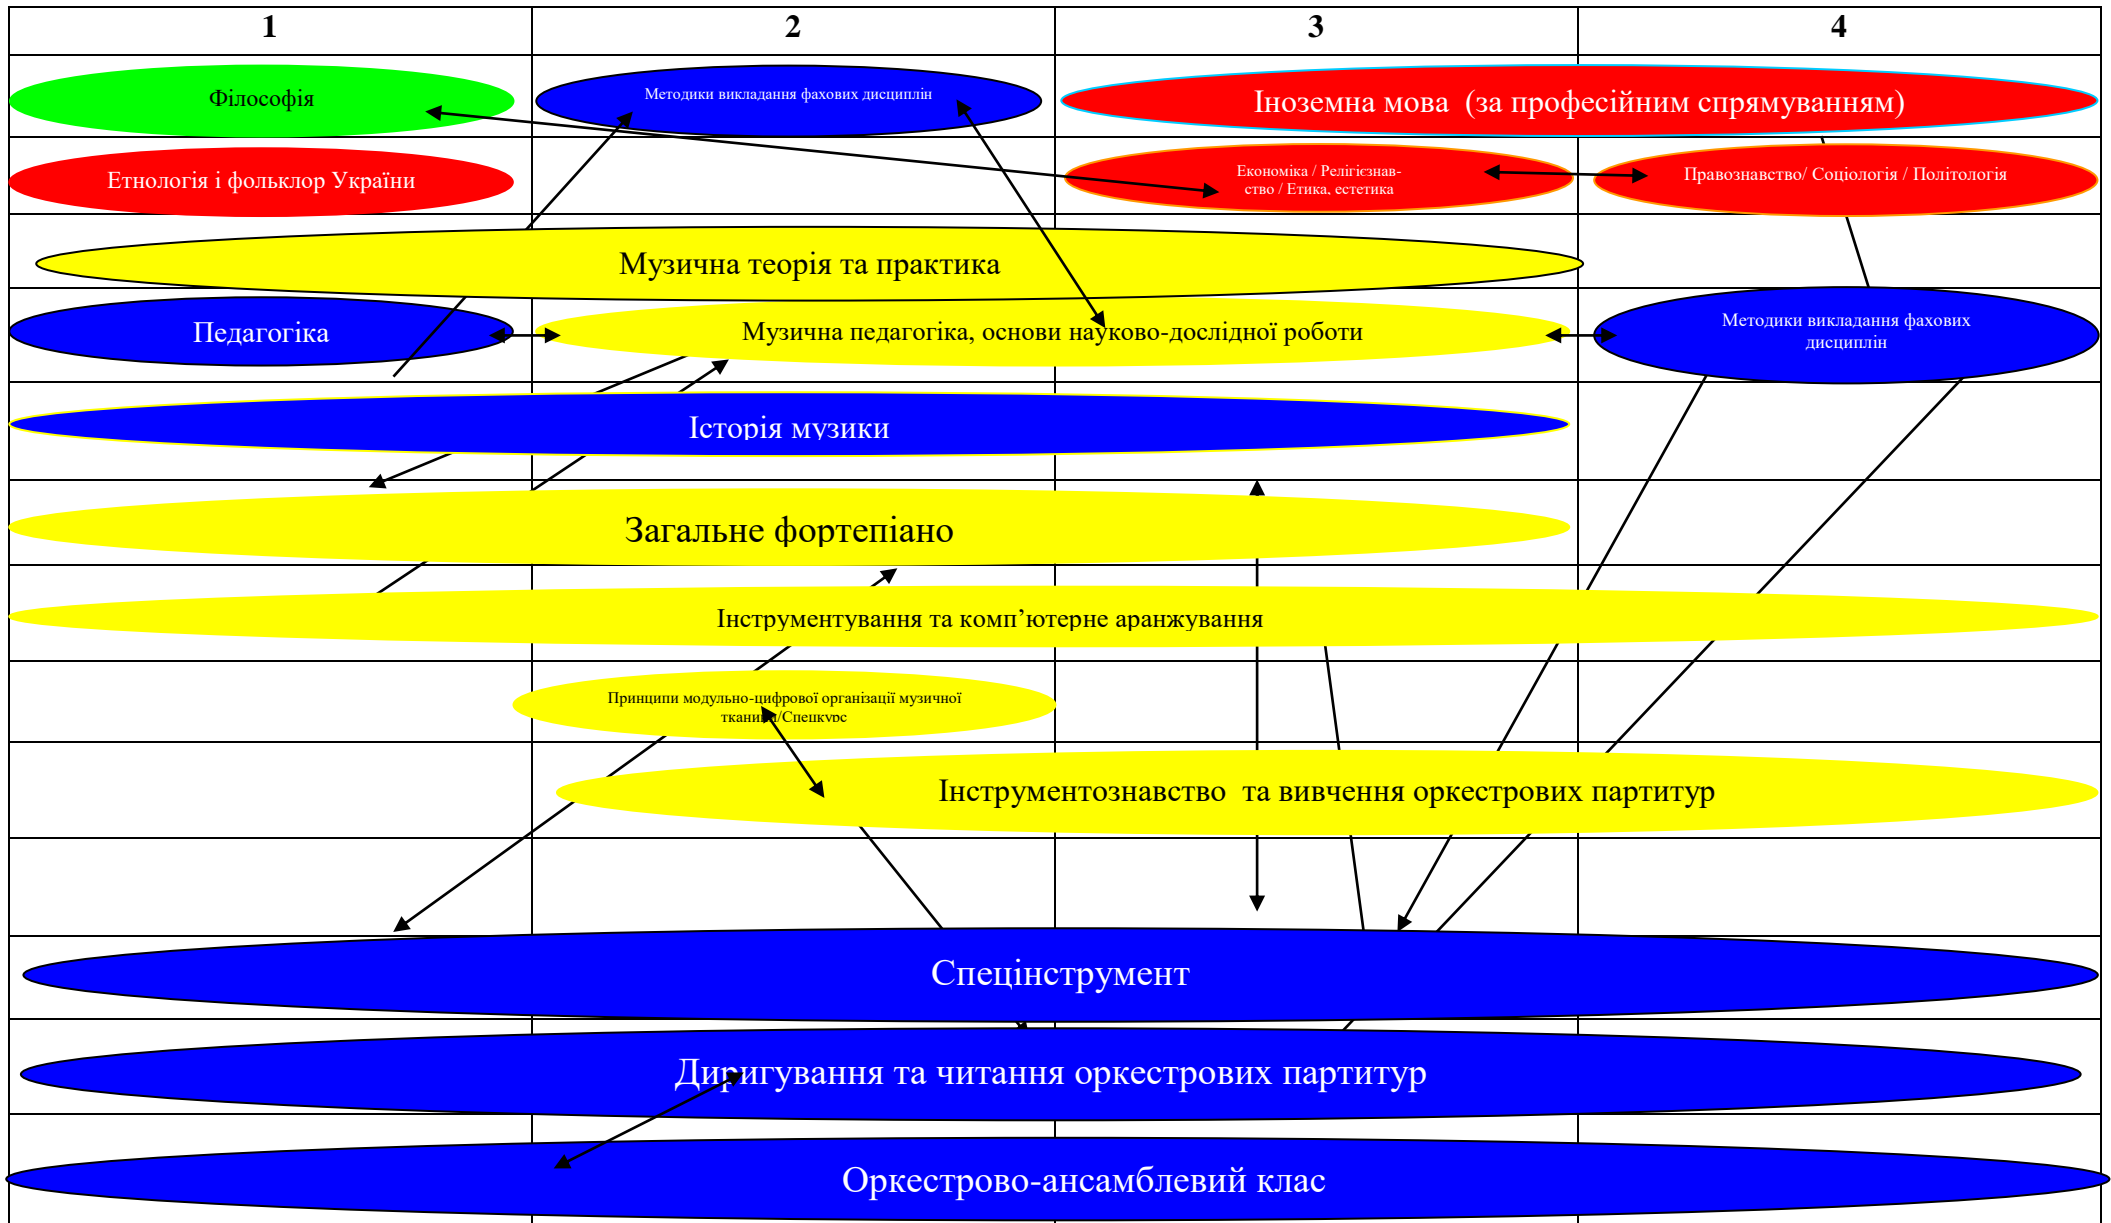 1 2 3 4
Філософія
Методики викладання фахових дисциплін
Іноземна мова (за професійним спрямуванням)
Етнологія і фольклор України
Економіка / Релігієзнав-
ство / Етика, естетика
Правознавство/ Соціологія / Політологія
Музична теорія та практика
Педагогіка
Музична педагогіка, основи науково-дослідної роботи
Методики викладання фахових
дисциплін
Історія музики
Загальне фортепіано
Інструментування та комп’ютерне аранжування
Принципи модульно-цифрової організації музичної
тканини/Спецкурс
Інструментознавство та вивчення оркестрових партитур
Спецінструмент
Диригування та читання оркестрових партитур
Оркестрово-ансамблевий клас